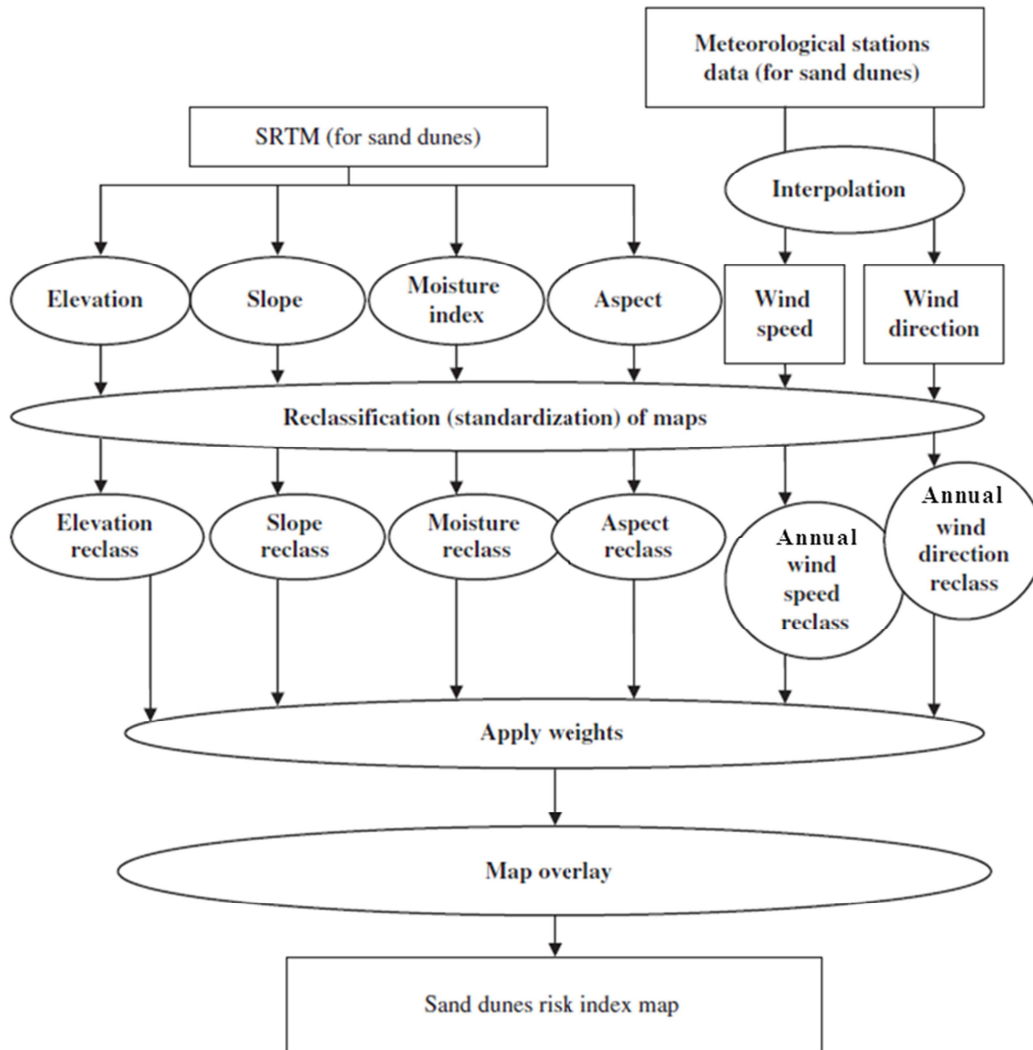 Meteorological stations
data (for sand dunes)
SRTM (for sand dunes)
Interpolation
Elevation
Slope
Moisture
index
Aspect
Wind
speed
Wind
direction
Reclassification (standardization) of maps
Elevation
reclass
Slope
reclass
Moisture
reclass
Aspect
reclass
Annual
wind
speed
reclass
Annual
wind
direction
reclass
Apply weights
Map overlay
Sand dunes risk index map